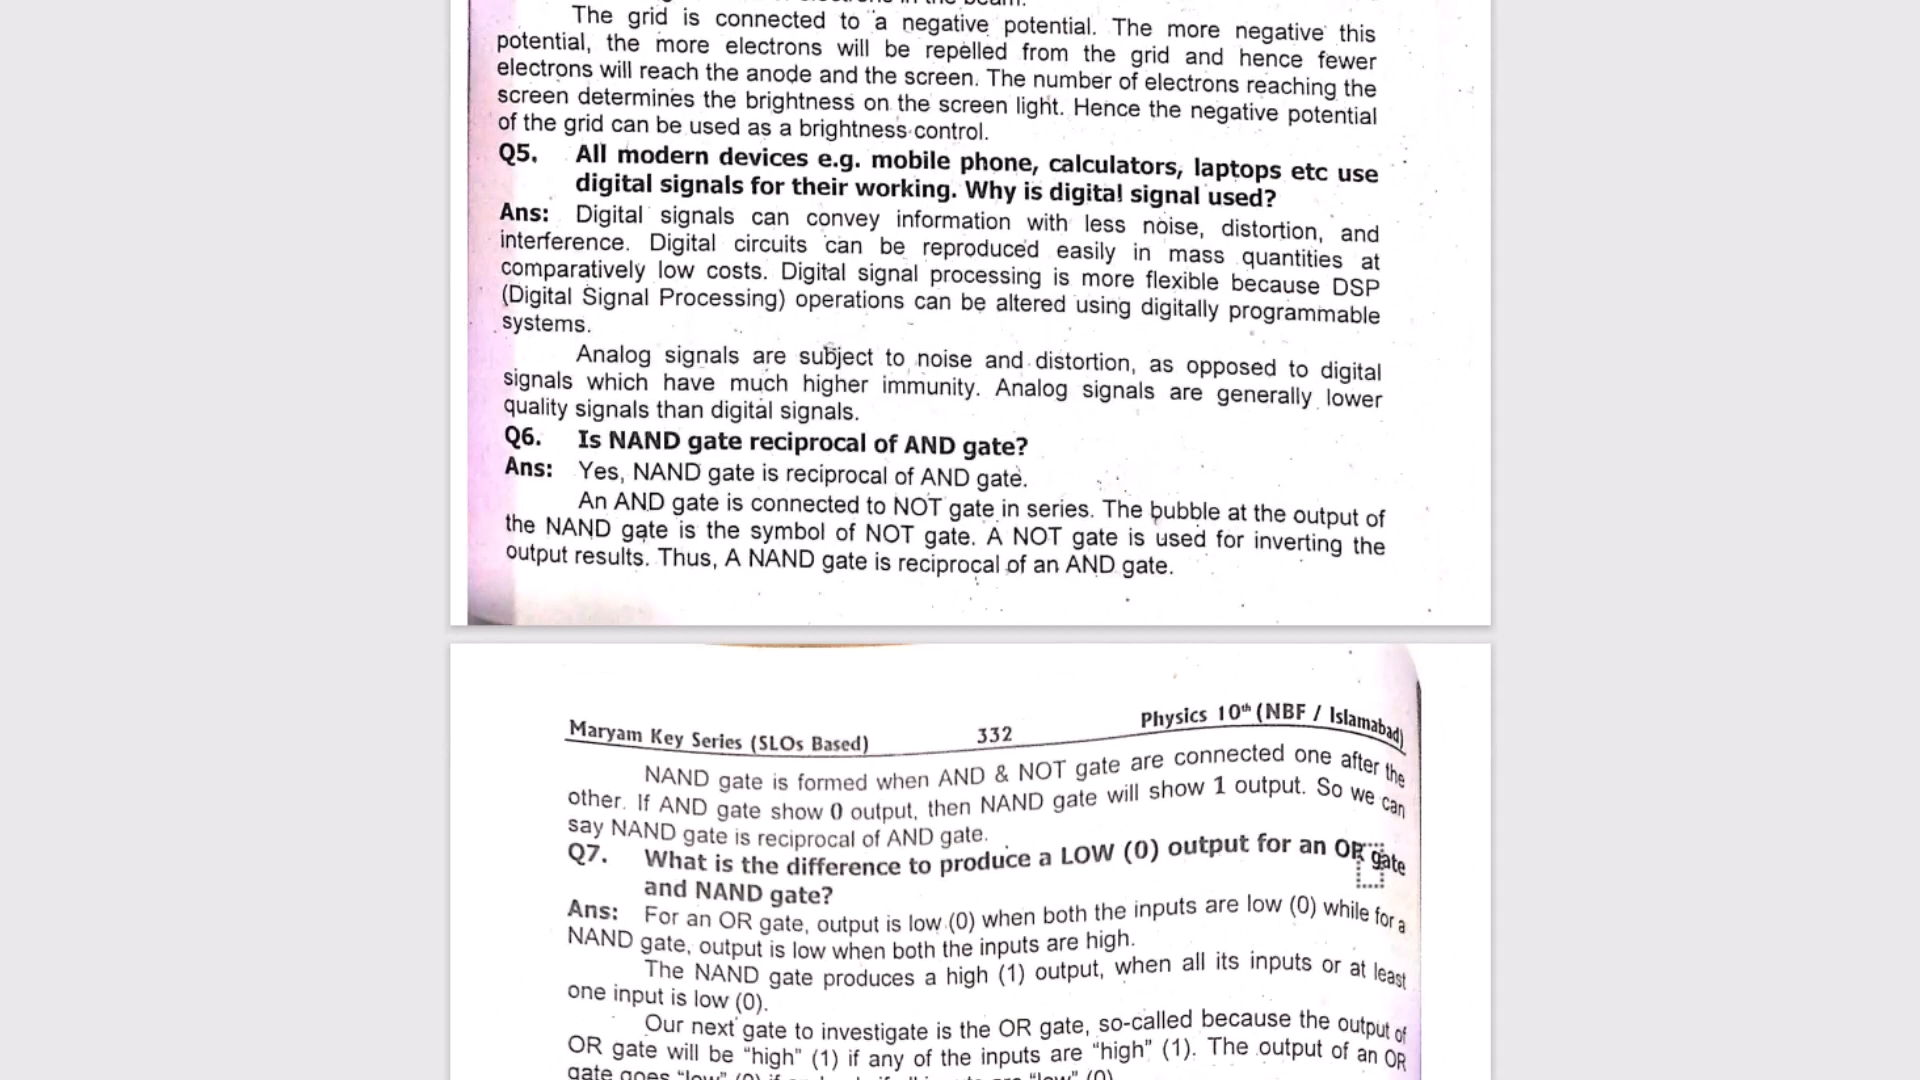 The grid is connected to a negative potential. The more negative this
potential, the more electrons will be repelled from the grid and hence fewer
electrons will reach the anode and the screen. The number of electrons reaching the
screen determines the brightness on the screen light. Hence the negative potential
of the grid can be used as a brightness control.
Q5. All modern devices e.g. mobile phone, calculators, laptops etc use
digital signals for their working. Why is digital signal used?
Ans: Digital signals can convey information with less noise, distortion, and
interference. Digital circuits can be reproduced easily in mass quantities at
comparatively low costs. Digital signal processing is more flexible because DSP
(Digital Signal Processing) operations can be altered using digitally programmable
systems.
Analog signals are subject to noise and distortion, as opposed to digital
signals which have much higher immunity. Analog signals are generally lower
quality signals than digital signals.
Q6. Is NAND gate reciprocal of AND gate?
Ans: Yes, NAND gate is reciprocal of AND gate.
An AND gate is connected to NOT gate in series. The bubble at the output of
the NAND gate is the symbol of NOT gate. A NOT gate is used for inverting the
output results. Thus, A NAND gate is reciprocal of an AND gate.
Maryam Key Series (SLOs Based) 332 Physics 10th (NBF / Islamabad)
NAND gate is formed when AND & NOT gate are connected one after the
other. If AND gate show 0 output, then NAND gate will show 1 output. So we can
say NAND gate is reciprocal of AND gate.
Q7. What is the difference to produce a LOW (0) output for an OR gate
and NAND gate?
Ans: For an OR gate, output is low (0) when both the inputs are low (0) while for a
NAND gate, output is low when both the inputs are high.
The NAND gate produces a high (1) output, when all its inputs or at least
one input is low (0).
Our next gate to investigate is the OR gate, so-called because the output of
OR gate will be "high" (1) if any of the inputs are "high" (1). The output of an OR
gate goes "low" (0) if